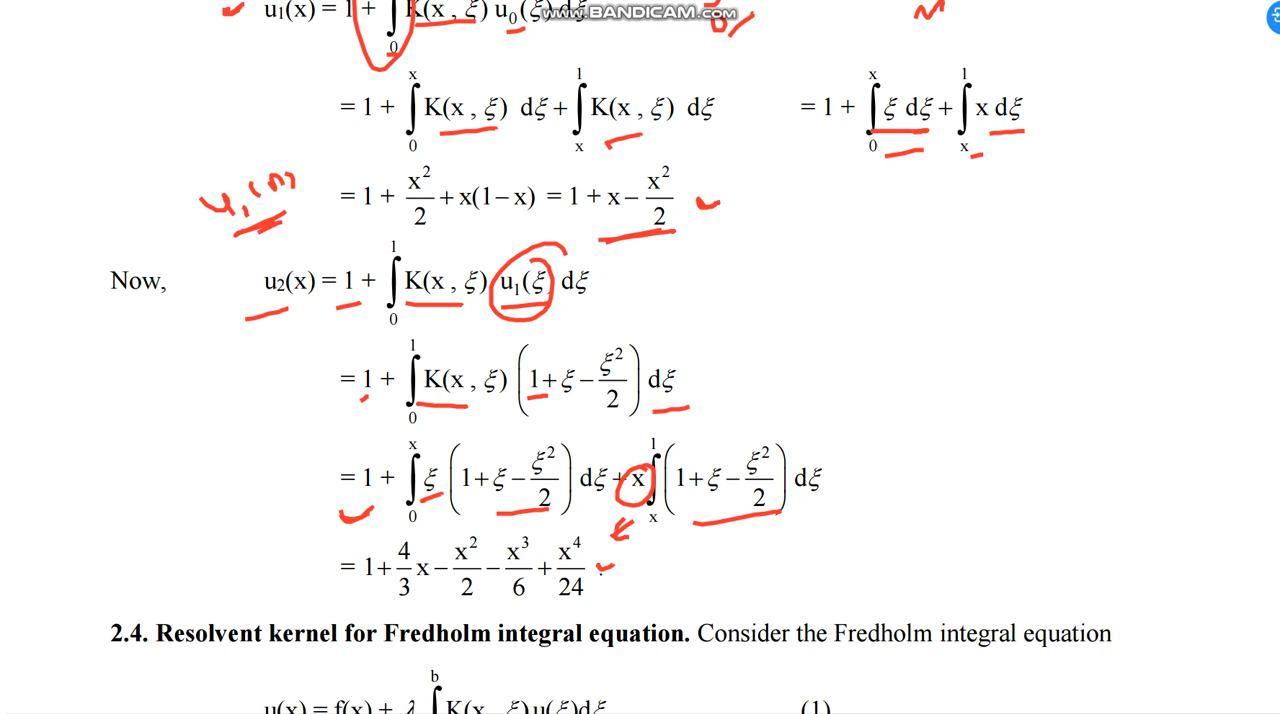 u₁(x) = 1 + ∫₀¹ K(x , ξ) u₀(ξ) dξ
www.BANDICAM.com
= 1 + ∫₀ˣ K(x , ξ) dξ + ∫ₓ¹ K(x , ξ) dξ = 1 + ∫₀ˣ ξ dξ + ∫ₓ¹ x dξ
u₁(x)
= 1 + x²/2 + x(1 − x) = 1 + x − x²/2
Now, u₂(x) = 1 + ∫₀¹ K(x , ξ) u₁(ξ) dξ
= 1 + ∫₀¹ K(x , ξ) (1 + ξ − ξ²/2) dξ
= 1 + ∫₀ˣ ξ (1 + ξ − ξ²/2) dξ + x ∫ₓ¹ (1 + ξ − ξ²/2) dξ
= 1 + 4/3 x − x²/2 − x³/6 + x⁴/24
2.4. Resolvent kernel for Fredholm integral equation. Consider the Fredholm integral equation
b
u(x) = f(x) + λ ∫ K(x , ξ) u(ξ) dξ (1)